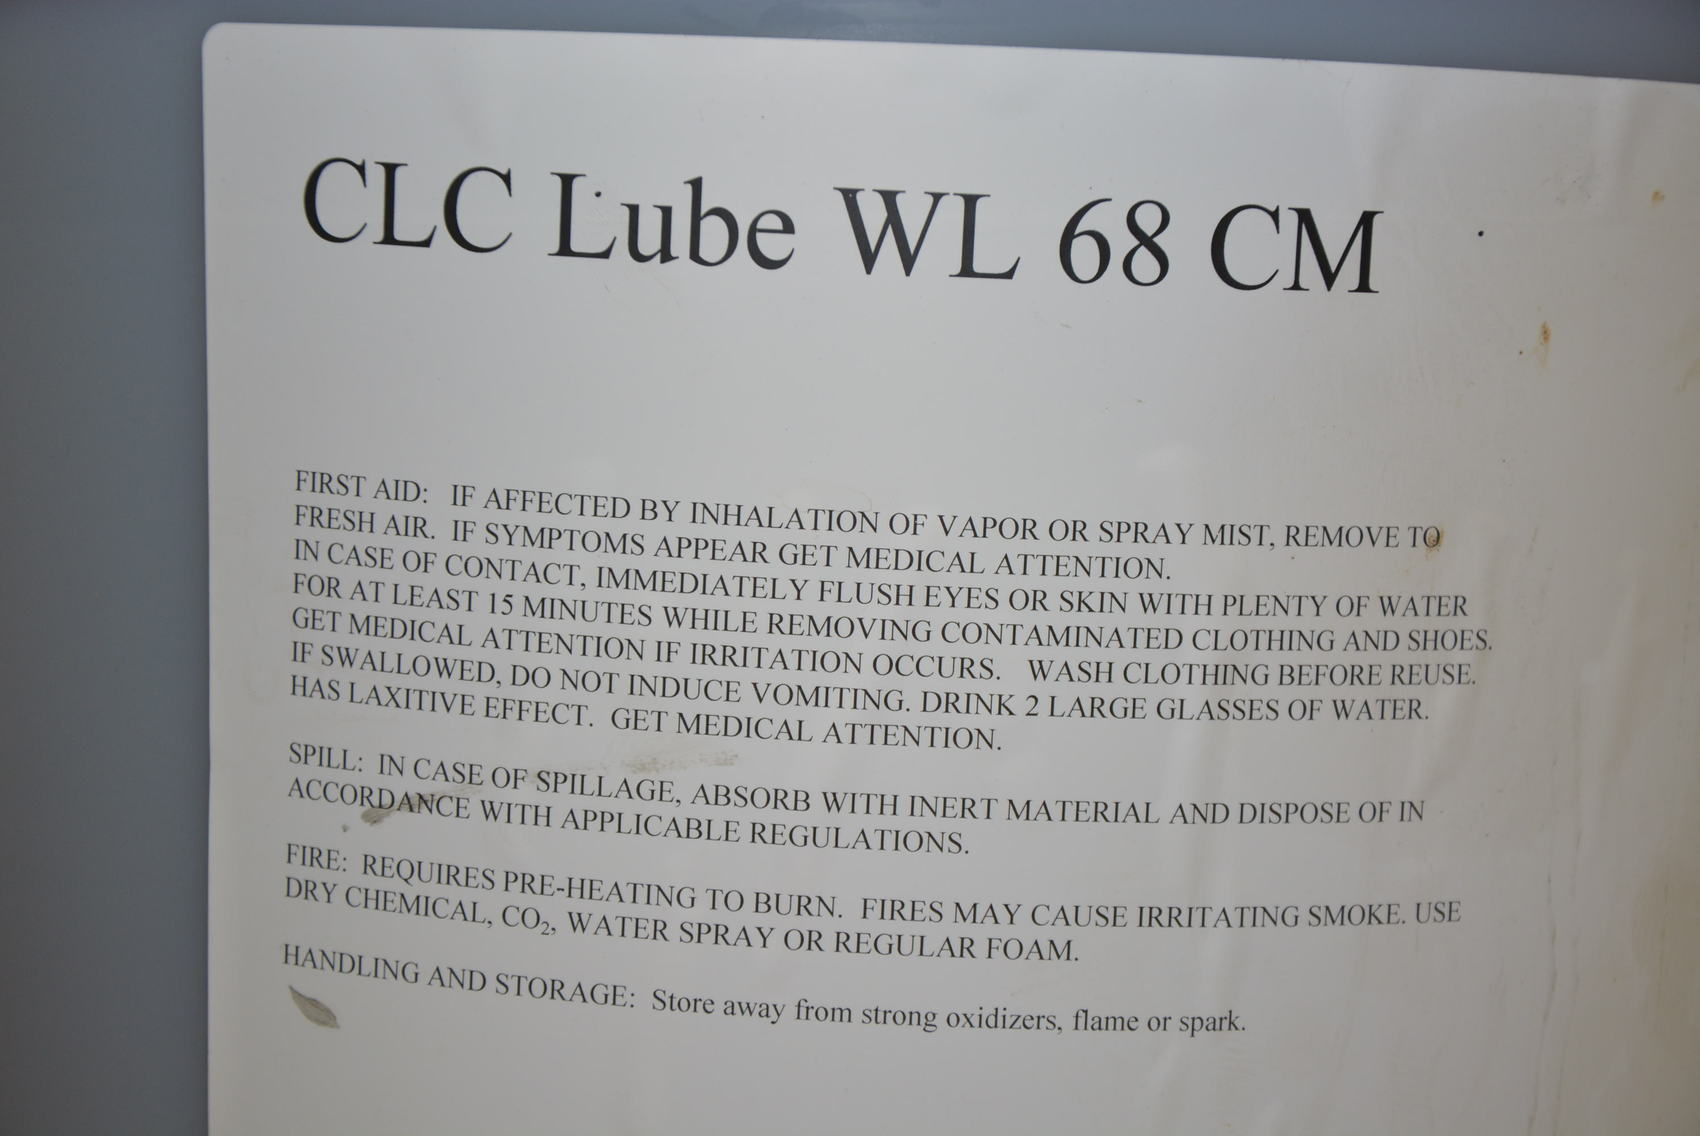 CLC Lube WL 68 CM
FIRST AID: IF AFFECTED BY INHALATION OF VAPOR OR SPRAY MIST, REMOVE TO
FRESH AIR. IF SYMPTOMS APPEAR GET MEDICAL ATTENTION.
IN CASE OF CONTACT, IMMEDIATELY FLUSH EYES OR SKIN WITH PLENTY OF WATER
FOR AT LEAST 15 MINUTES WHILE REMOVING CONTAMINATED CLOTHING AND SHOES.
GET MEDICAL ATTENTION IF IRRITATION OCCURS. WASH CLOTHING BEFORE REUSE.
IF SWALLOWED, DO NOT INDUCE VOMITING. DRINK 2 LARGE GLASSES OF WATER.
HAS LAXITIVE EFFECT. GET MEDICAL ATTENTION.
SPILL: IN CASE OF SPILLAGE, ABSORB WITH INERT MATERIAL AND DISPOSE OF IN
ACCORDANCE WITH APPLICABLE REGULATIONS.
FIRE: REQUIRES PRE-HEATING TO BURN. FIRES MAY CAUSE IRRITATING SMOKE. USE
DRY CHEMICAL, CO₂, WATER SPRAY OR REGULAR FOAM.
HANDLING AND STORAGE: Store away from strong oxidizers, flame or spark.